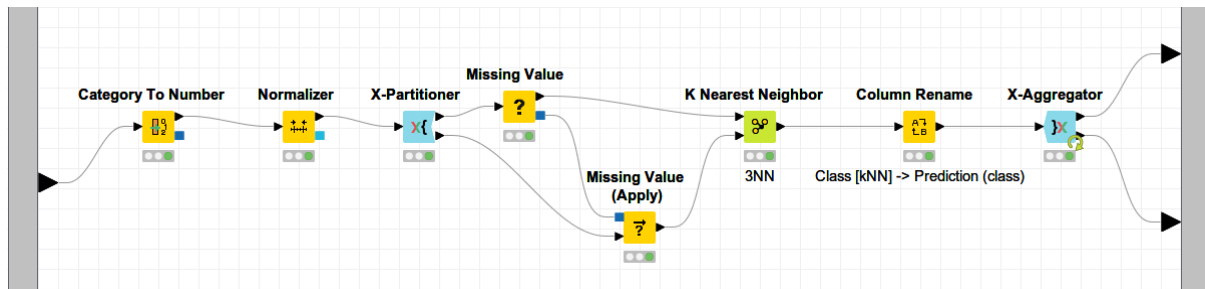 Missing Value
Category To Number
Normalizer
X-Partitioner
K Nearest Neighbor
Column Rename
X-Aggregator
?
X{
}X
Missing Value
(Apply)
3NN
Class [kNN] -> Prediction (class)
?